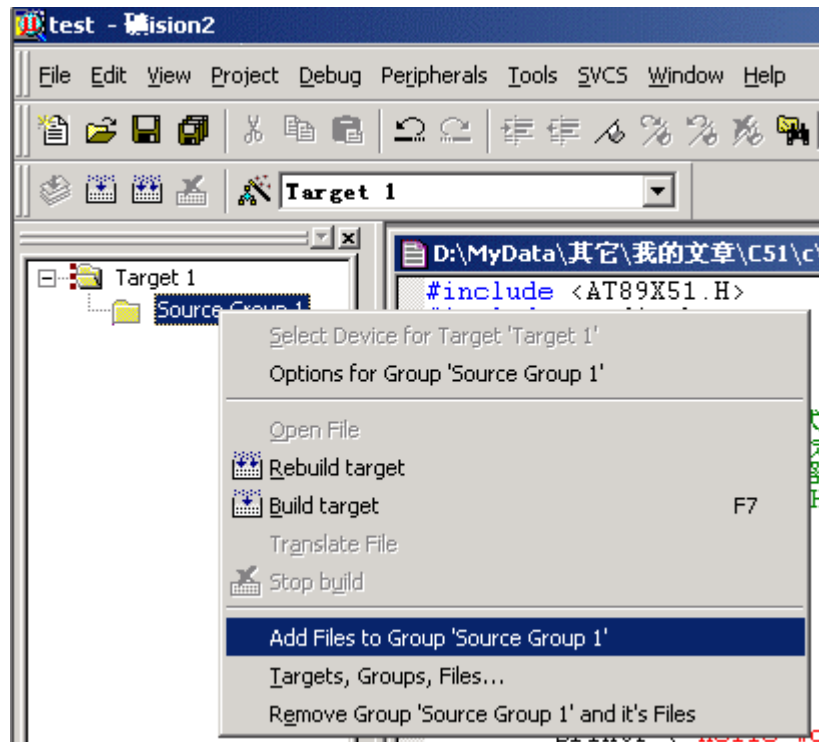 test - µVision2
File Edit View Project Debug Peripherals Tools SVCS Window Help
Target 1
D:\MyData\其它\我的文章\C51\c\
Target 1
#include <AT89X51.H>
Source Group 1
Select Device for Target 'Target 1'
Options for Group 'Source Group 1'
Open File
Rebuild target
Build target F7
Translate File
Stop build
Add Files to Group 'Source Group 1'
Targets, Groups, Files...
Remove Group 'Source Group 1' and it's Files